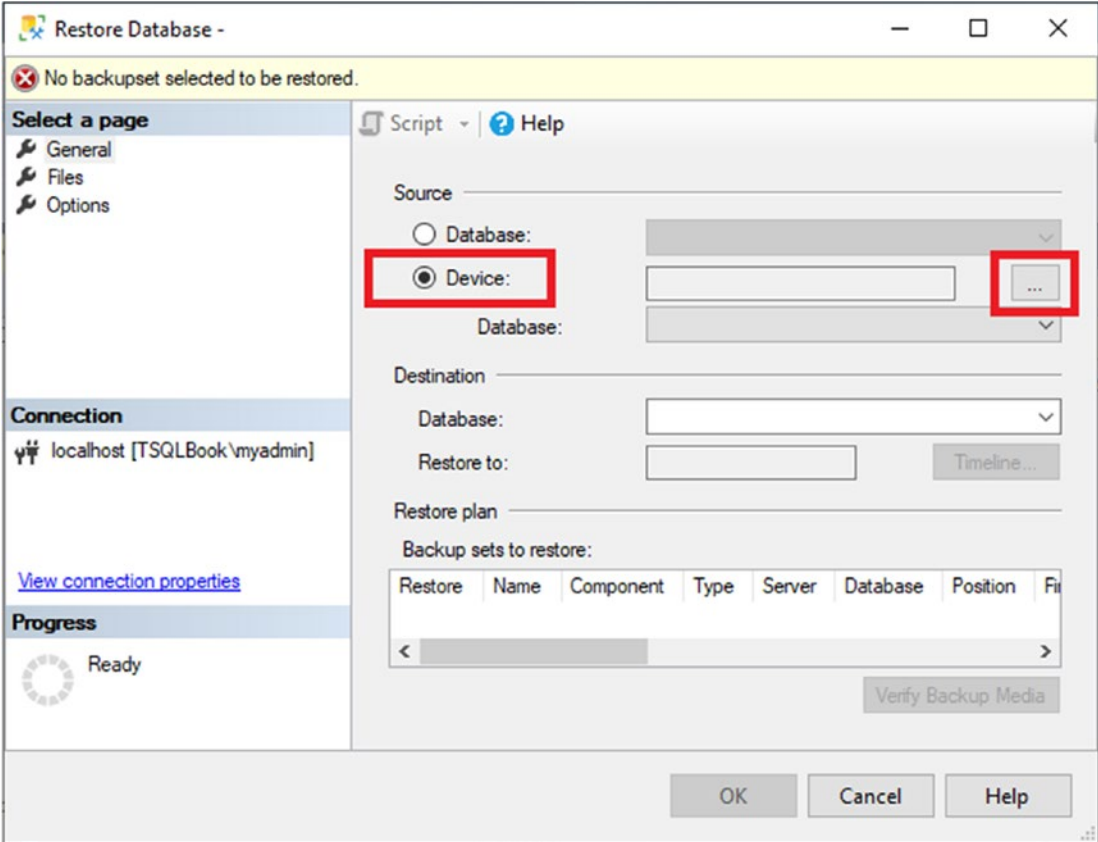 Restore Database -
No backupset selected to be restored.
Select a page
General
Files
Options
Connection
localhost [TSQLBook\myadmin]
View connection properties
Progress
Ready
Script Help
Source
Database:
Device: ...
Database:
Destination
Database:
Restore to: Timeline...
Restore plan
Backup sets to restore:
Restore Name Component Type Server Database Position Fi
Verify Backup Media
OK Cancel Help